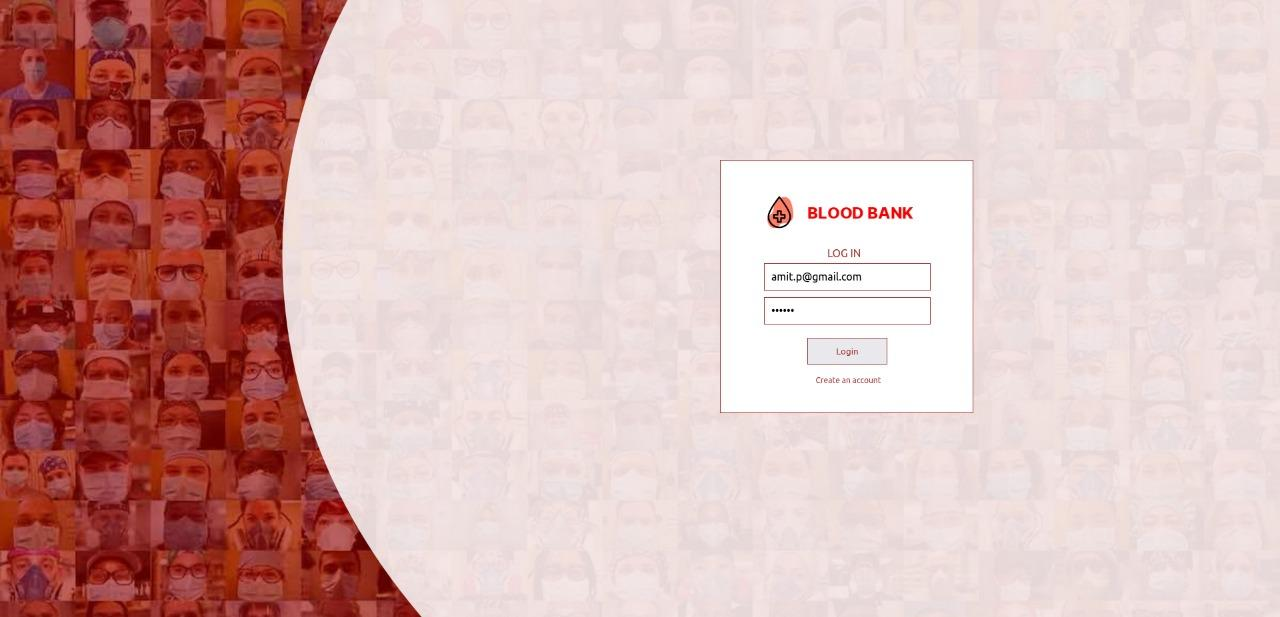 BLOOD BANK
LOG IN
amit.p@gmail.com
••••••
Login
Create an account